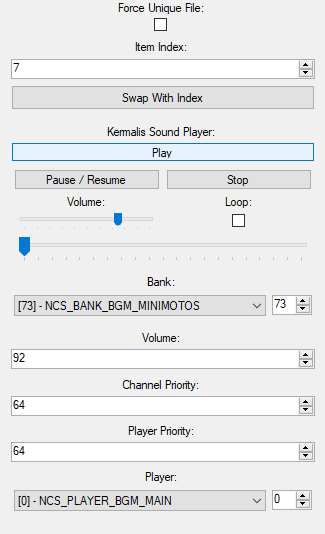 Force Unique File:
Item Index:
7
Swap With Index
Kermalis Sound Player:
Play
Pause / Resume Stop
Volume: Loop:
Bank:
[73] - NCS_BANK_BGM_MINIMOTOS 73
Volume:
92
Channel Priority:
64
Player Priority:
64
Player:
[0] - NCS_PLAYER_BGM_MAIN 0